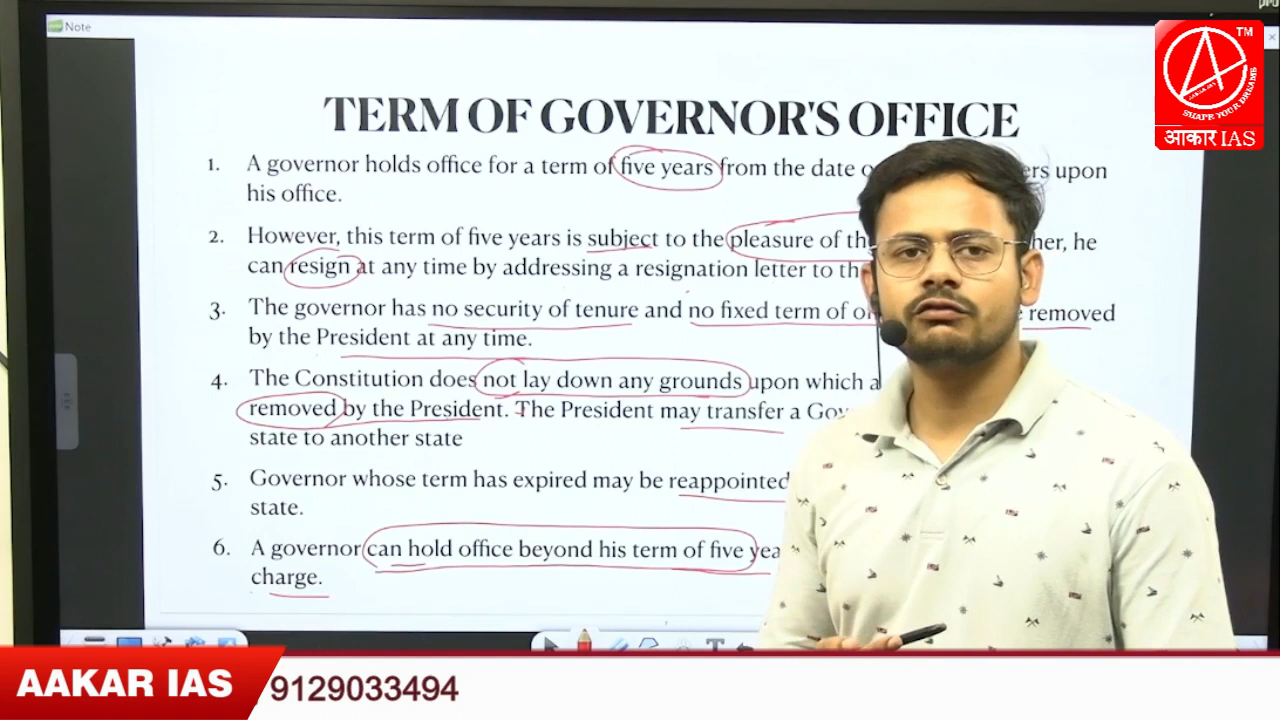 Note
TM
SHAPE YOUR DREAMS
आकार IAS
TERM OF GOVERNOR'S OFFICE
1. A governor holds office for a term of five years from the date upon
his office.
2. However, this term of five years is subject to the pleasure of he
can resign at any time by addressing a resignation letter to
3. The governor has no security of tenure and no fixed term of removed
by the President at any time.
4. The Constitution does not lay down any grounds upon which a
removed by the President. The President may transfer a
state to another state
5. Governor whose term has expired may be reappointed
state.
6. A governor can hold office beyond his term of five
charge.
AAKAR IAS
9129033494